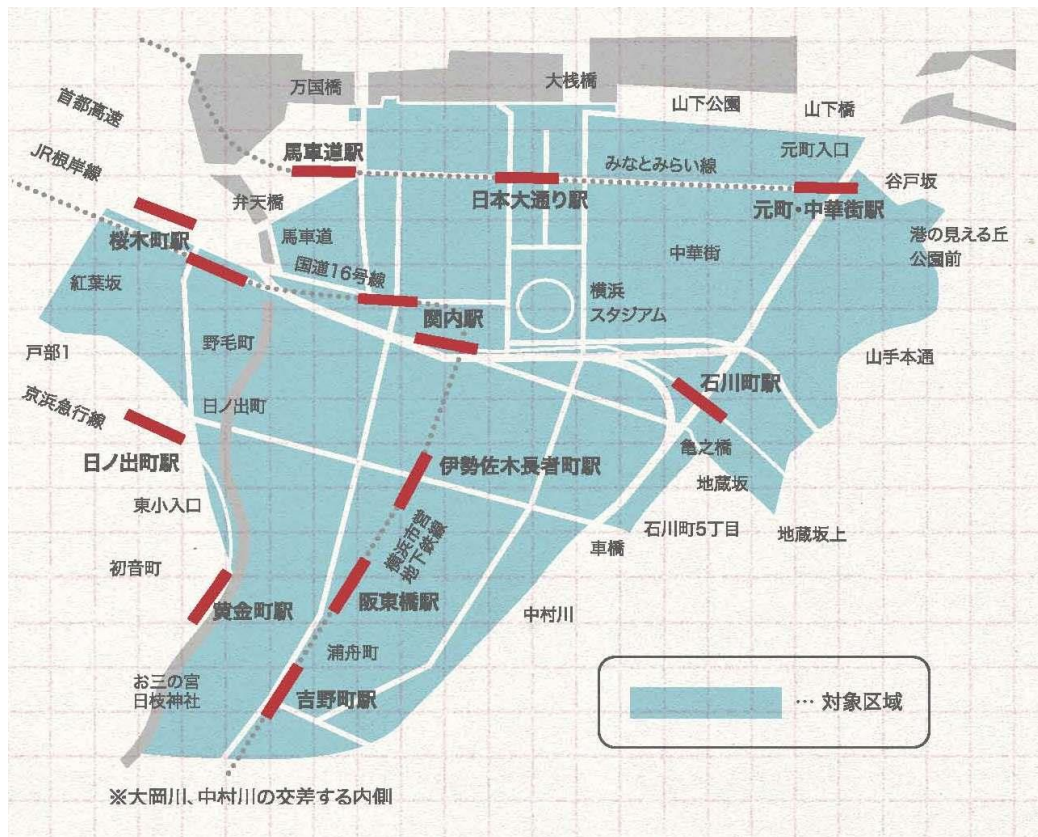 万国橋
大桟橋
首都高速
山下公園
山下橋
馬車道駅
みなとみらい線
元町入口
JR根岸線
谷戸坂
弁天橋
日本大通り駅
元町・中華街駅
桜木町駅
馬車道
港の見える丘
公園前
中華街
国道16号線
紅葉坂
横浜
スタジアム
関内駅
野毛町
戸部1
山手本通
石川町駅
京浜急行線
日ノ出町
亀之橋
日ノ出町駅
伊勢佐木長者町駅
地蔵坂
東小入口
石川町5丁目
地蔵坂上
横浜市営
地下鉄線
車橋
初音町
黄金町駅
阪東橋駅
中村川
浦舟町
お三の宮
日枝神社
吉野町駅
… 対象区域
※大岡川、中村川の交差する内側